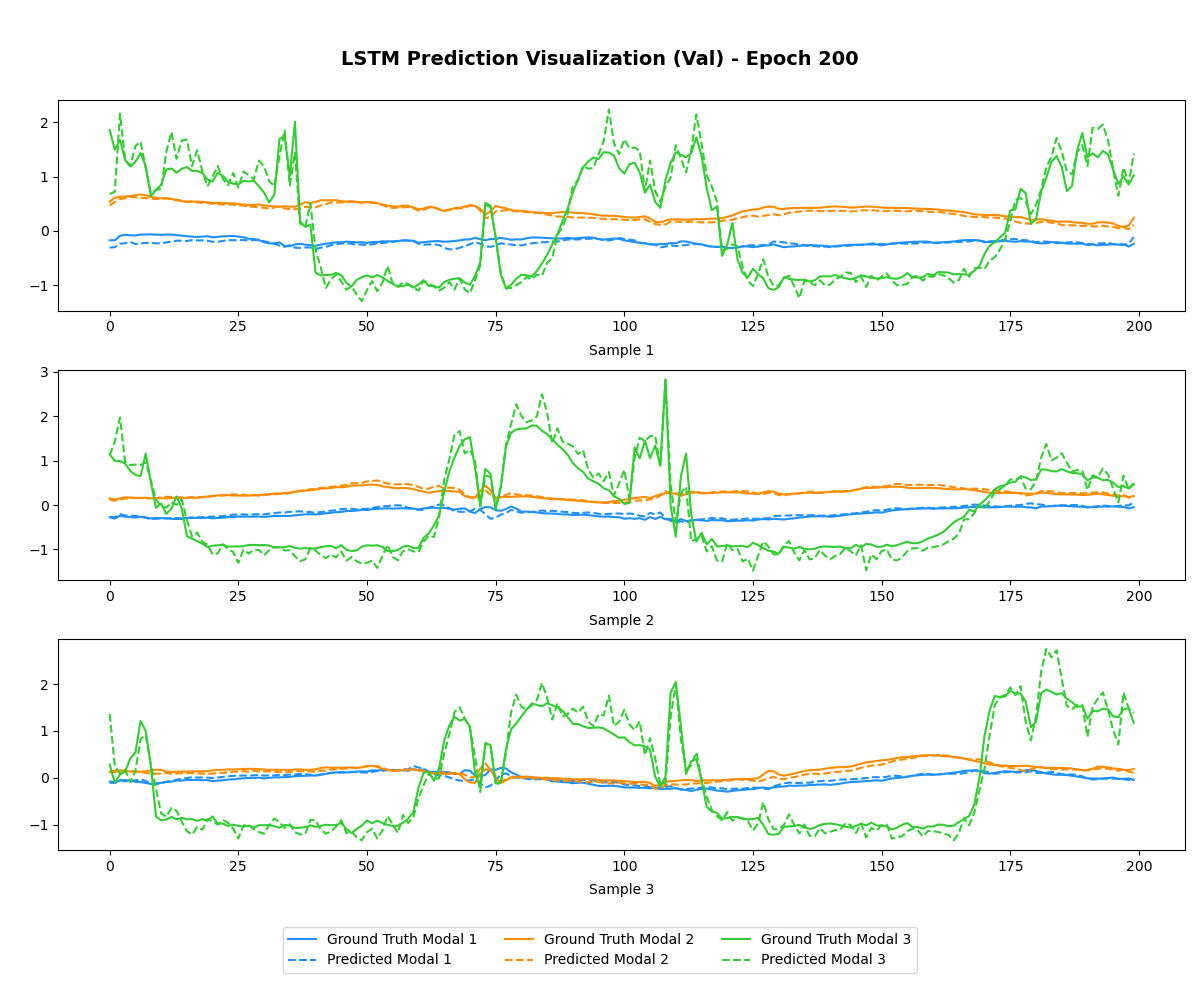 LSTM Prediction Visualization (Val) - Epoch 200
2
1
0
−1
0 25 50 75 100 125 150 175 200
Sample 1
3
2
1
0
−1
0 25 50 75 100 125 150 175 200
Sample 2
2
1
0
−1
0 25 50 75 100 125 150 175 200
Sample 3
Ground Truth Modal 1 Ground Truth Modal 2 Ground Truth Modal 3
Predicted Modal 1 Predicted Modal 2 Predicted Modal 3